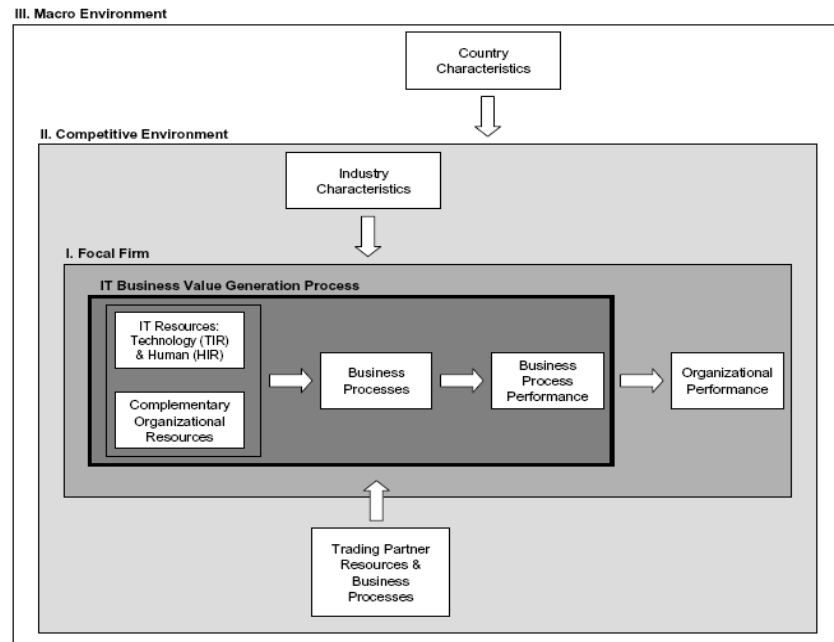 III. Macro Environment
Country
Characteristics
II. Competitive Environment
Industry
Characteristics
I. Focal Firm
IT Business Value Generation Process
IT Resources:
Technology (TIR)
& Human (HIR)
Complementary
Organizational
Resources
Business
Processes
Business
Process
Performance
Organizational
Performance
Trading Partner
Resources &
Business
Processes